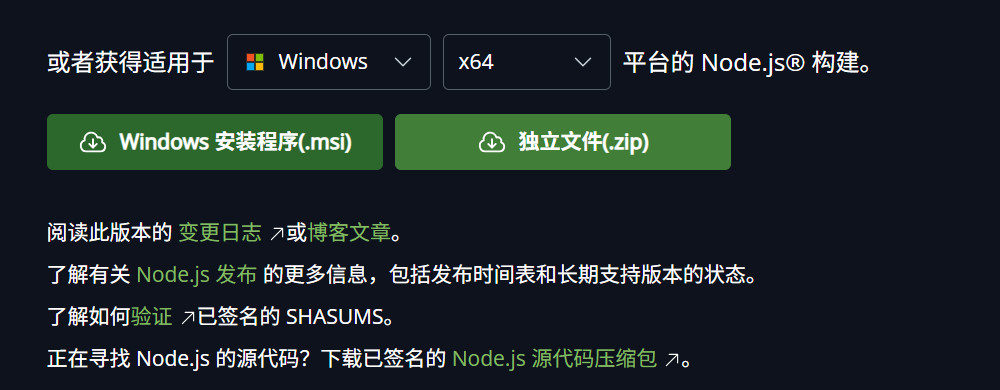 或者获得适用于 Windows x64 平台的 Node.js® 构建。
Windows 安装程序(.msi) 独立文件(.zip)
阅读此版本的 变更日志 ↗或博客文章。
了解有关 Node.js 发布 的更多信息，包括发布时间表和长期支持版本的状态。
了解如何验证 ↗已签名的 SHASUMS。
正在寻找 Node.js 的源代码？下载已签名的 Node.js 源代码压缩包 ↗。